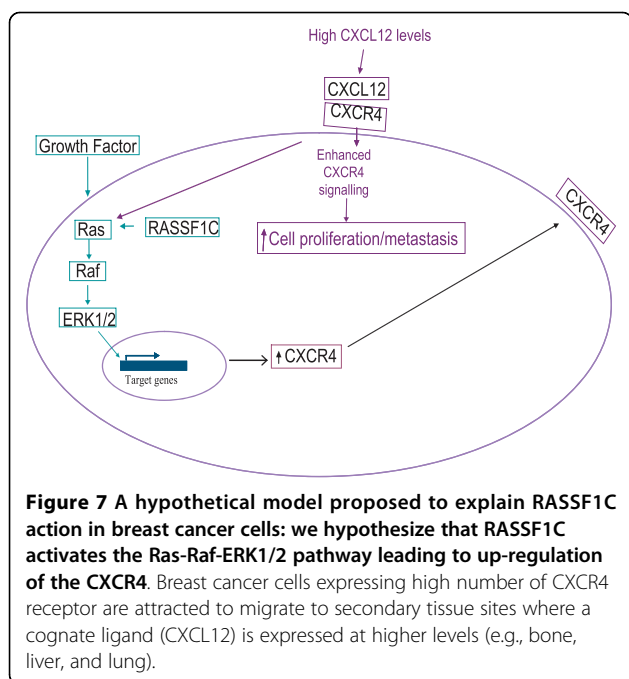 High CXCL12 levels
CXCL12
CXCR4
Growth Factor
Enhanced
CXCR4
signalling
CXCR4
Ras
RASSF1C
↑Cell proliferation/metastasis
Raf
ERK1/2
↑CXCR4
Target genes
Figure 7 A hypothetical model proposed to explain RASSF1C
action in breast cancer cells: we hypothesize that RASSF1C
activates the Ras-Raf-ERK1/2 pathway leading to up-regulation
of the CXCR4. Breast cancer cells expressing high number of CXCR4
receptor are attracted to migrate to secondary tissue sites where a
cognate ligand (CXCL12) is expressed at higher levels (e.g., bone,
liver, and lung).